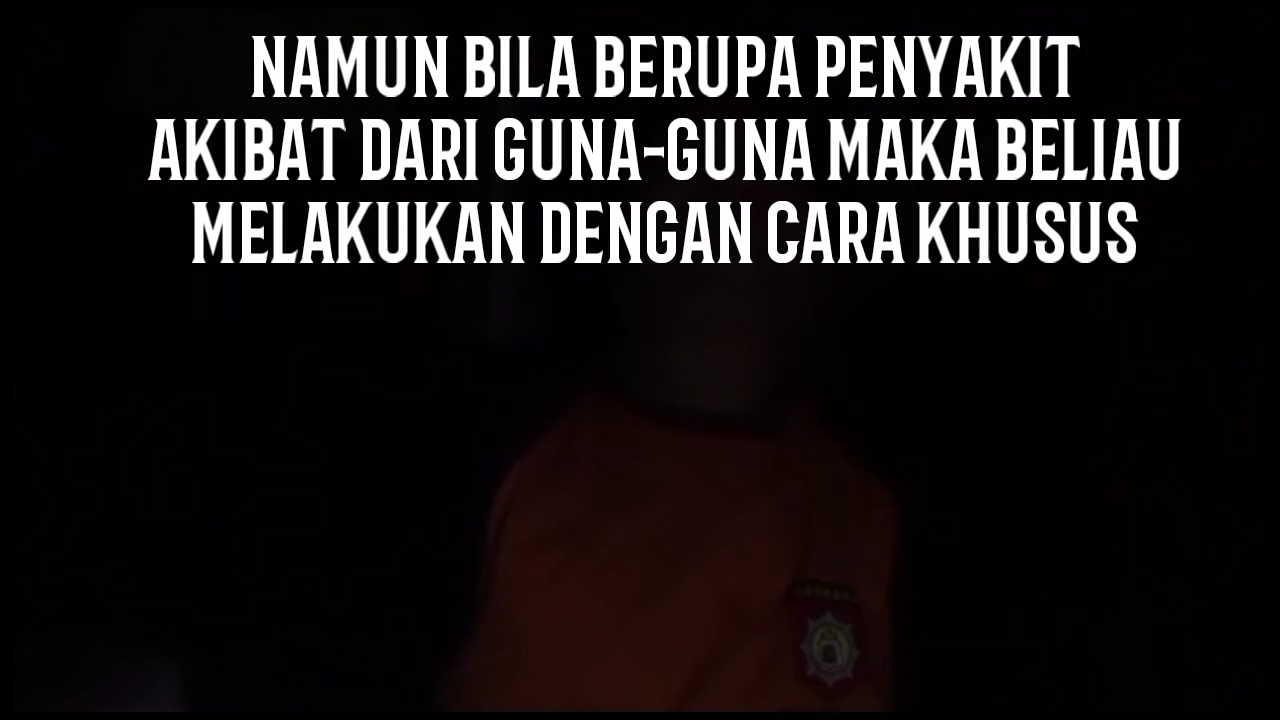 NAMUN BILA BERUPA PENYAKIT
AKIBAT DARI GUNA-GUNA MAKA BELIAU
MELAKUKAN DENGAN CARA KHUSUS